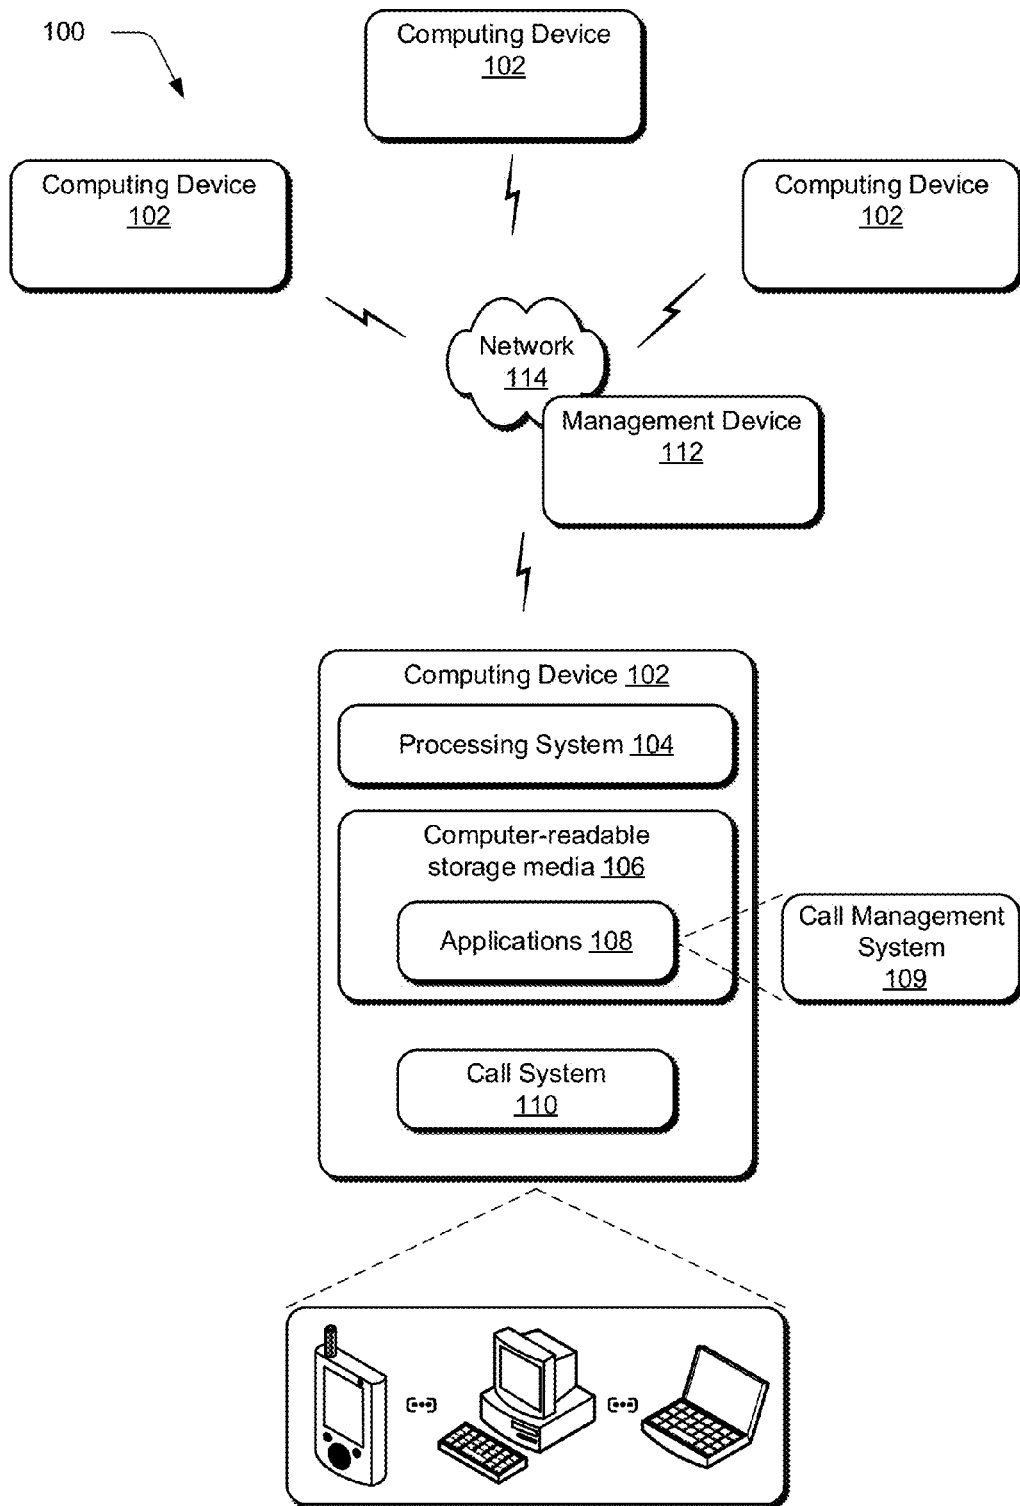 100
Computing Device
102
Computing Device
102
Computing Device
102
Network
114
Management Device
112
Computing Device 102
Processing System 104
Computer-readable
storage media 106
Applications 108
Call Management
System
109
Call System
110